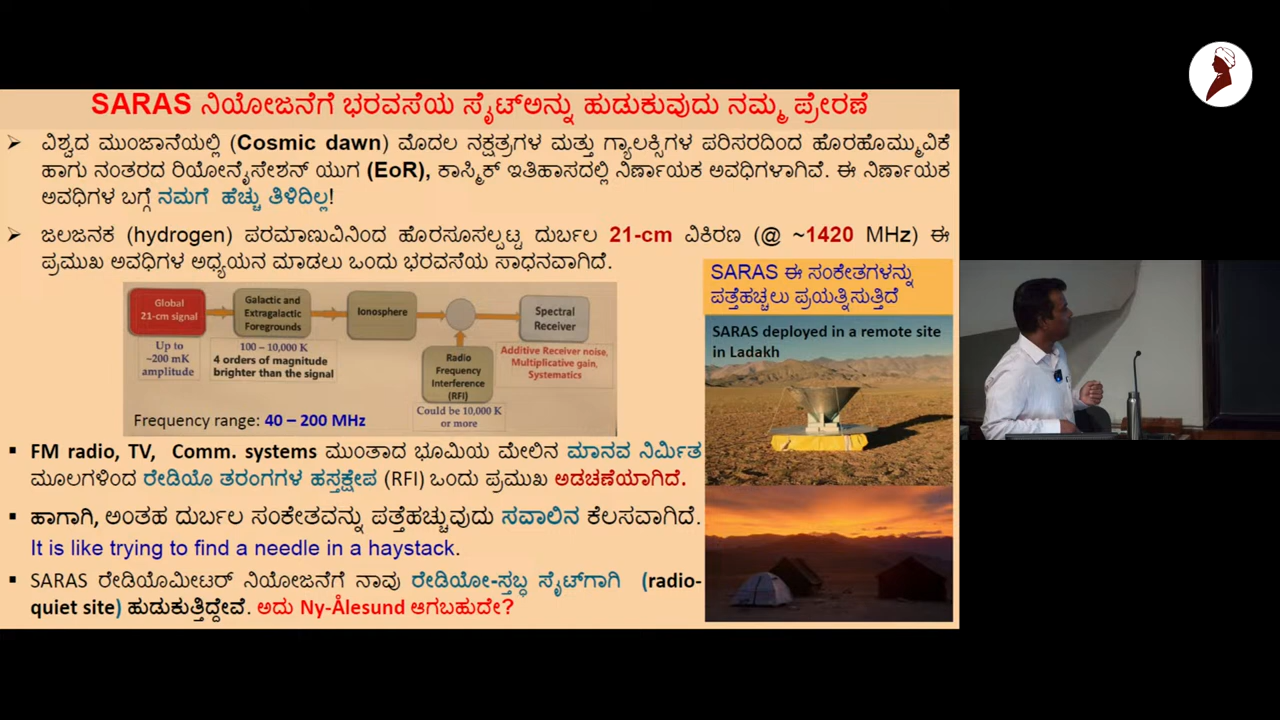 SARAS ನಿಯೋಜನೆಗೆ ಭರವಸೆಯ ಸೈಟ್‌ಅನ್ನು ಹುಡುಕುವುದು ನಮ್ಮ ಪ್ರೇರಣೆ
➢ ವಿಶ್ವದ ಮುಂಜಾನೆಯಲ್ಲಿ (Cosmic dawn) ಮೊದಲ ನಕ್ಷತ್ರಗಳ ಮತ್ತು ಗ್ಯಾಲಕ್ಸಿಗಳ ಪರಿಸರದಿಂದ ಹೊರಹೊಮ್ಮುವಿಕೆ
ಹಾಗು ನಂತರದ ರಿಯೋನೈಸೇಶನ್ ಯುಗ (EoR), ಕಾಸ್ಮಿಕ್ ಇತಿಹಾಸದಲ್ಲಿ ನಿರ್ಣಾಯಕ ಅವಧಿಗಳಾಗಿವೆ. ಈ ನಿರ್ಣಾಯಕ
ಅವಧಿಗಳ ಬಗ್ಗೆ ನಮಗೆ ಹೆಚ್ಚು ತಿಳಿದಿಲ್ಲ!
➢ ಜಲಜನಕ (hydrogen) ಪರಮಾಣುವಿನಿಂದ ಹೊರಸೂಸಲ್ಪಟ್ಟ ದುರ್ಬಲ 21-cm ವಿಕಿರಣ (@ ~1420 MHz) ಈ
ಪ್ರಮುಖ ಅವಧಿಗಳ ಅಧ್ಯಯನ ಮಾಡಲು ಒಂದು ಭರವಸೆಯ ಸಾಧನವಾಗಿದೆ.
Global
21-cm signal
Up to
~200 mK
amplitude
Galactic and
Extragalactic
Foregrounds
100 – 10,000 K
4 orders of magnitude
brighter than the signal
Ionosphere
Radio
Frequency
Interference
(RFI)
Could be 10,000 K
or more
Spectral
Receiver
Additive Receiver noise,
Multiplicative gain,
Systematics
Frequency range: 40 – 200 MHz
SARAS ಈ ಸಂಕೇತಗಳನ್ನು
ಪತ್ತೆಹಚ್ಚಲು ಪ್ರಯತ್ನಿಸುತ್ತಿದೆ
SARAS deployed in a remote site
in Ladakh
▪ FM radio, TV, Comm. systems ಮುಂತಾದ ಭೂಮಿಯ ಮೇಲಿನ ಮಾನವ ನಿರ್ಮಿತ
ಮೂಲಗಳಿಂದ ರೇಡಿಯೊ ತರಂಗಗಳ ಹಸ್ತಕ್ಷೇಪ (RFI) ಒಂದು ಪ್ರಮುಖ ಅಡಚಣೆಯಾಗಿದೆ.
▪ ಹಾಗಾಗಿ, ಅಂತಹ ದುರ್ಬಲ ಸಂಕೇತವನ್ನು ಪತ್ತೆಹಚ್ಚುವುದು ಸವಾಲಿನ ಕೆಲಸವಾಗಿದೆ.
It is like trying to find a needle in a haystack.
▪ SARAS ರೇಡಿಯೊಮೀಟರ್ ನಿಯೋಜನೆಗೆ ನಾವು ರೇಡಿಯೋ-ಸ್ತಬ್ಧ ಸೈಟ್‌ಗಾಗಿ (radio-
quiet site) ಹುಡುಕುತ್ತಿದ್ದೇವೆ. ಅದು Ny-Ålesund ಆಗಬಹುದೇ?